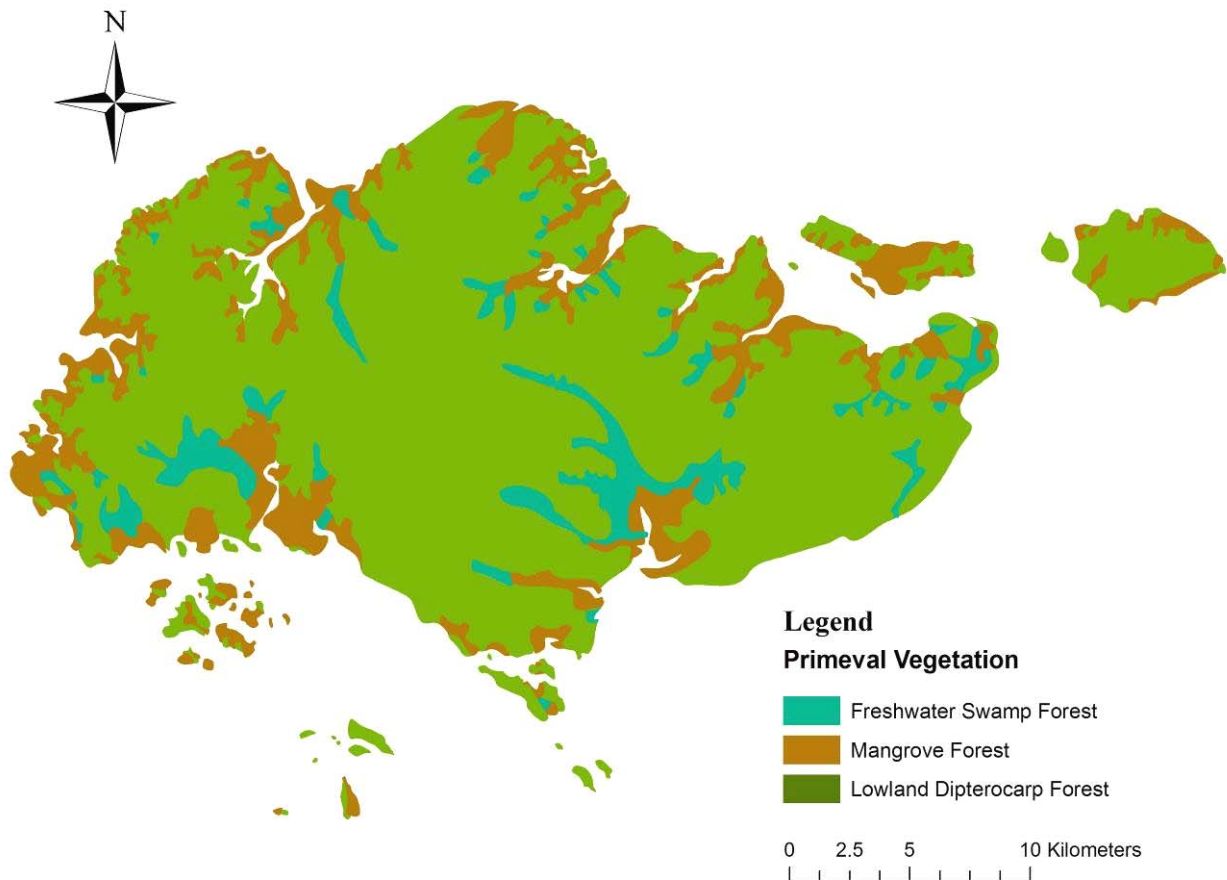 N
Legend
Primeval Vegetation
Freshwater Swamp Forest
Mangrove Forest
Lowland Dipterocarp Forest
0 2.5 5 10 Kilometers